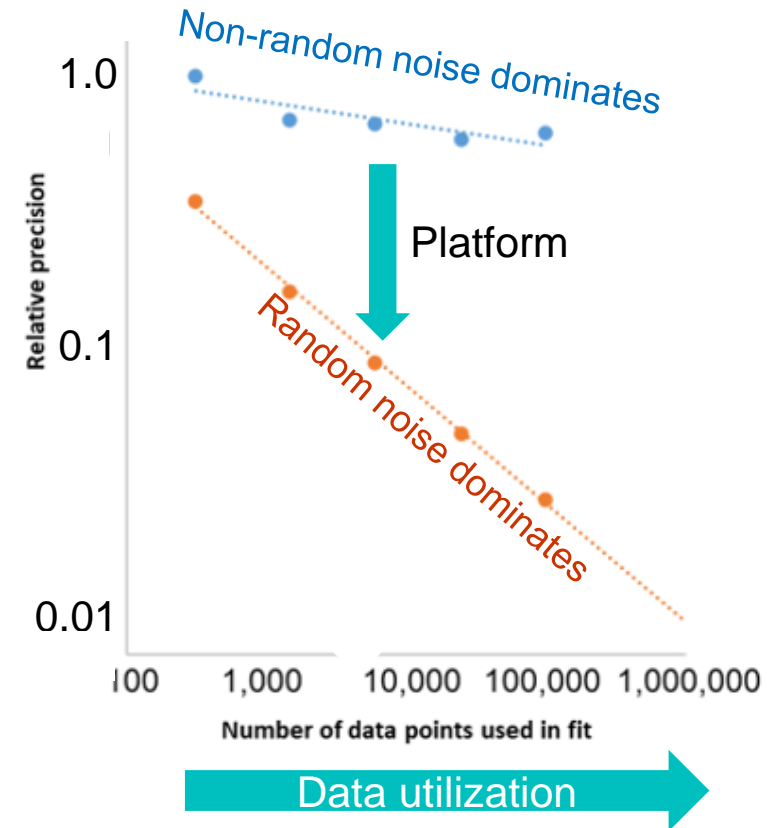 Non-random noise dominates
1.0
Platform
Relative precision
0.1
Random noise dominates
0.01
100 1,000 10,000 100,000 1,000,000
Number of data points used in fit
Data utilization